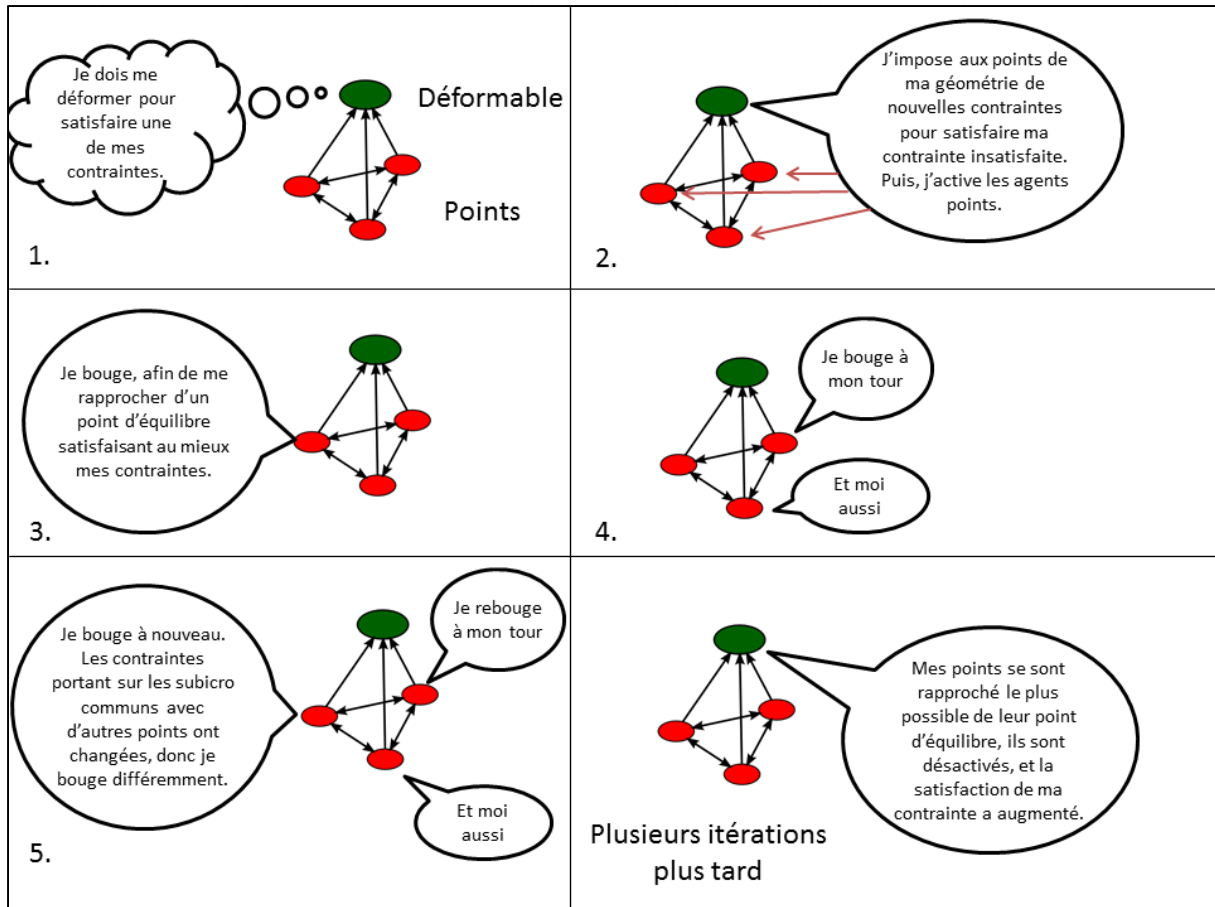 Je dois me
déformer pour
satisfaire une
de mes
contraintes.
Déformable
Points
1.
J'impose aux points de
ma géométrie de
nouvelles contraintes
pour satisfaire ma
contrainte insatisfaite.
Puis, j'active les agents
points.
2.
Je bouge, afin de me
rapprocher d'un
point d'équilibre
satisfaisant au mieux
mes contraintes.
3.
Je bouge à
mon tour
Et moi
aussi
4.
Je bouge à nouveau.
Les contraintes
portant sur les subicro
communs avec
d'autres points ont
changées, donc je
bouge différemment.
Je rebouge
à mon tour
Et moi
aussi
5.
Mes points se sont
rapproché le plus
possible de leur point
d'équilibre, ils sont
désactivés, et la
satisfaction de ma
contrainte a augmenté.
Plusieurs itérations
plus tard